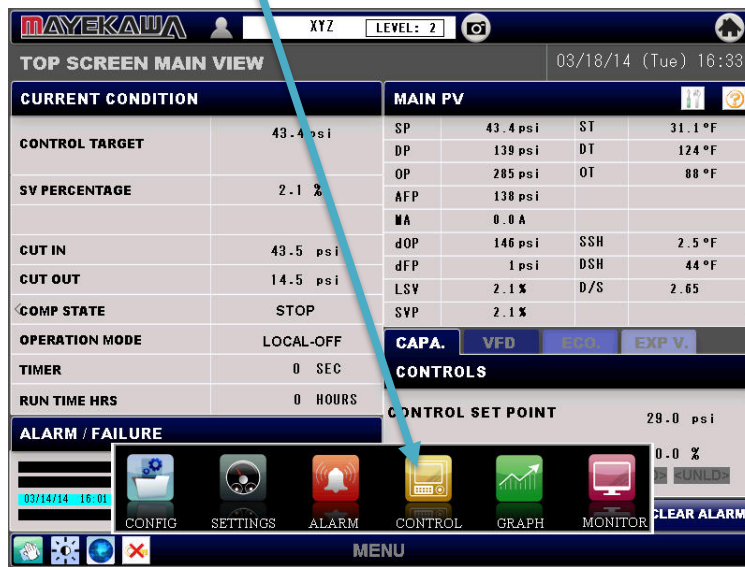 MAYEKAWA XYZ LEVEL: 2
TOP SCREEN MAIN VIEW 03/18/14 (Tue) 16:33
CURRENT CONDITION
CONTROL TARGET 43.4 psi
SV PERCENTAGE 2.1 %
CUT IN 43.5 psi
CUT OUT 14.5 psi
<COMP STATE STOP
OPERATION MODE LOCAL-OFF
TIMER 0 SEC
RUN TIME HRS 0 HOURS
ALARM / FAILURE
03/14/14 16:01
MAIN PV
SP 43.4 psi ST 31.1 °F
DP 139 psi DT 124 °F
OP 285 psi OT 88 °F
AFP 138 psi
MA 0.0 A
dOP 146 psi SSH 2.5 °F
dFP 1 psi DSH 44 °F
LSV 2.1 % D/S 2.65
SVP 2.1 %
CAPA. VFD ECO. EXP V.
CONTROLS
CONTROL SET POINT 29.0 psi
0.0 %
> <UNLD>
CLEAR ALARM
CONFIG SETTINGS ALARM CONTROL GRAPH MONITOR
MENU